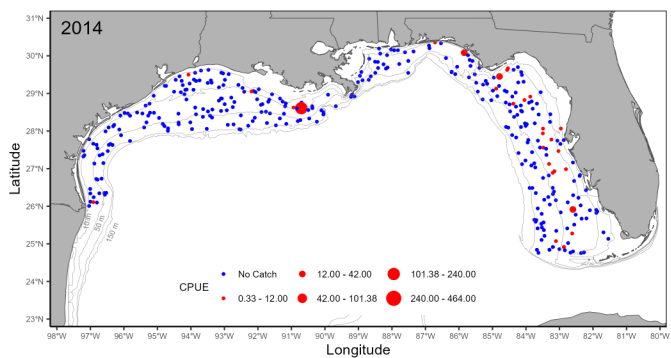 2014
31°N
30°N
29°N
28°N
27°N
26°N
25°N
24°N
23°N
Latitude
10 m
50 m
150 m
CPUE
No Catch
12.00 - 42.00
101.38 - 240.00
0.33 - 12.00
42.00 - 101.38
240.00 - 464.00
98°W 97°W 96°W 95°W 94°W 93°W 92°W 91°W 90°W 89°W 88°W 87°W 86°W 85°W 84°W 83°W 82°W 81°W 80°W
Longitude